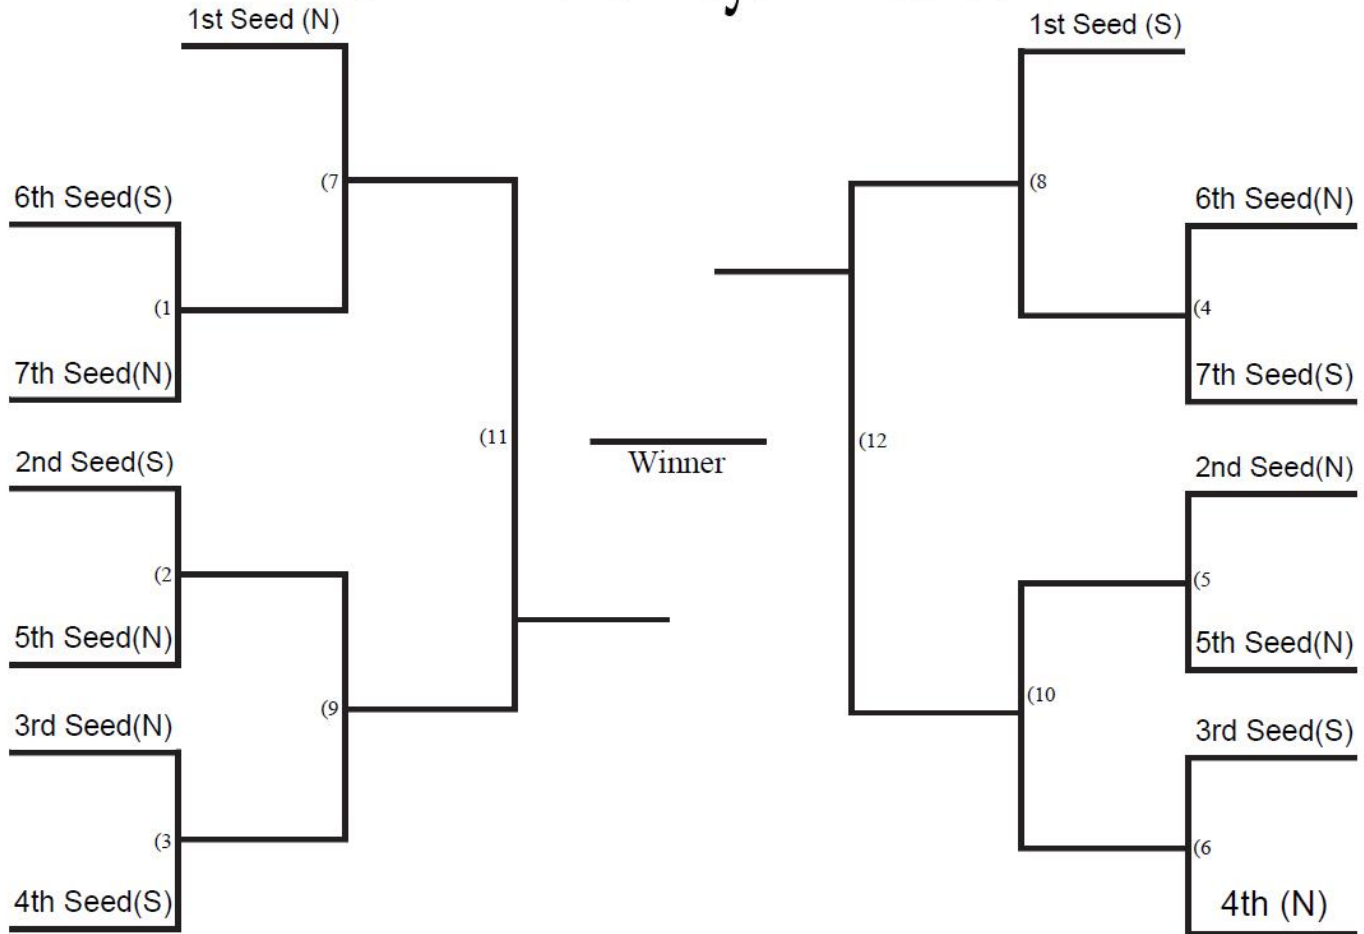 1st Seed (N)
6th Seed(S)
(7
(1
7th Seed(N)
2nd Seed(S)
(11
(2
5th Seed(N)
3rd Seed(N)
(9
(3
4th Seed(S)
Winner
1st Seed (S)
(8
6th Seed(N)
(4
7th Seed(S)
(12
2nd Seed(N)
(5
5th Seed(N)
(10
3rd Seed(S)
(6
4th (N)